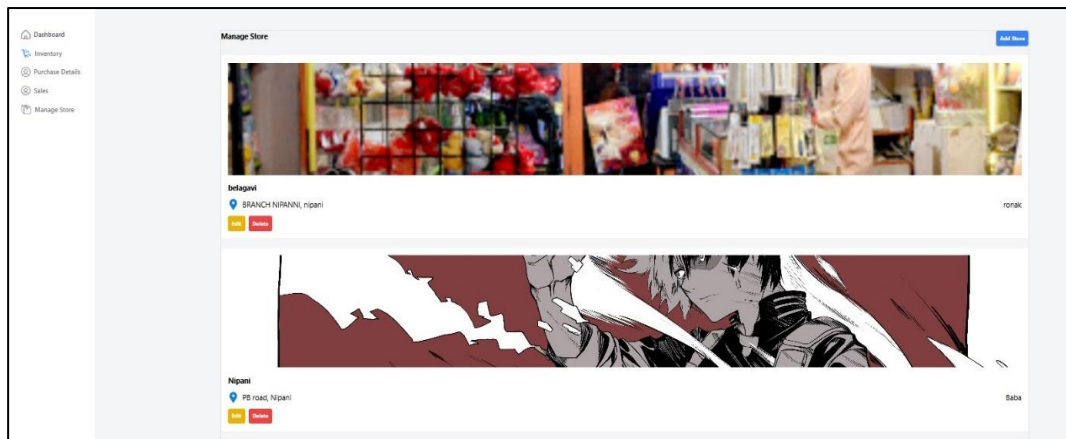 Dashboard
Inventory
Purchase Details
Sales
Manage Store
Manage Store
Add Store
belagavi
BRANCH NIPANNI, nipani
ronak
Edit
Delete
Nipani
PB road, Nipani
Baba
Edit
Delete